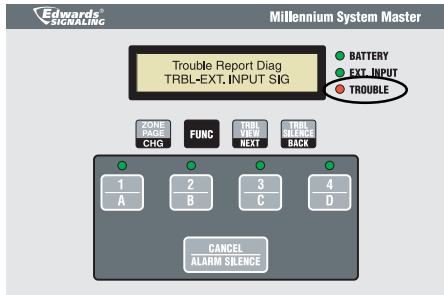 Edwards®
SIGNALING
Millennium System Master
Trouble Report Diag
TRBL-EXT. INPUT SIG
BATTERY
EXT. INPUT
TROUBLE
ZONE
PAGE
CHG
FUNC
TRBL
VIEW
NEXT
TRBL
SILENCE
BACK
1
A
2
B
3
C
4
D
CANCEL
ALARM SILENCE